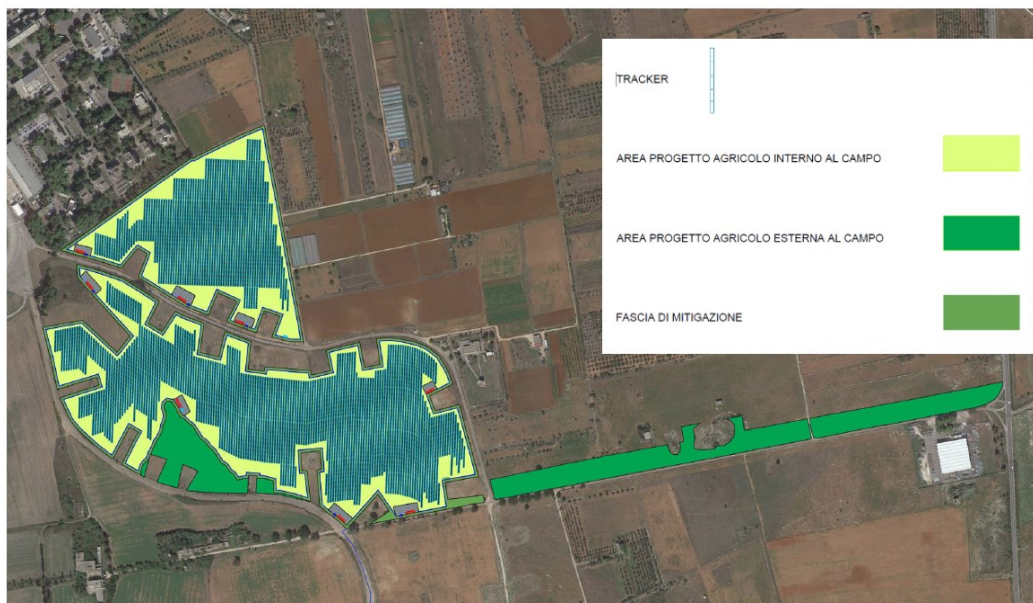 TRACKER
AREA PROGETTO AGRICOLO INTERNO AL CAMPO
AREA PROGETTO AGRICOLO ESTERNA AL CAMPO
FASCIA DI MITIGAZIONE